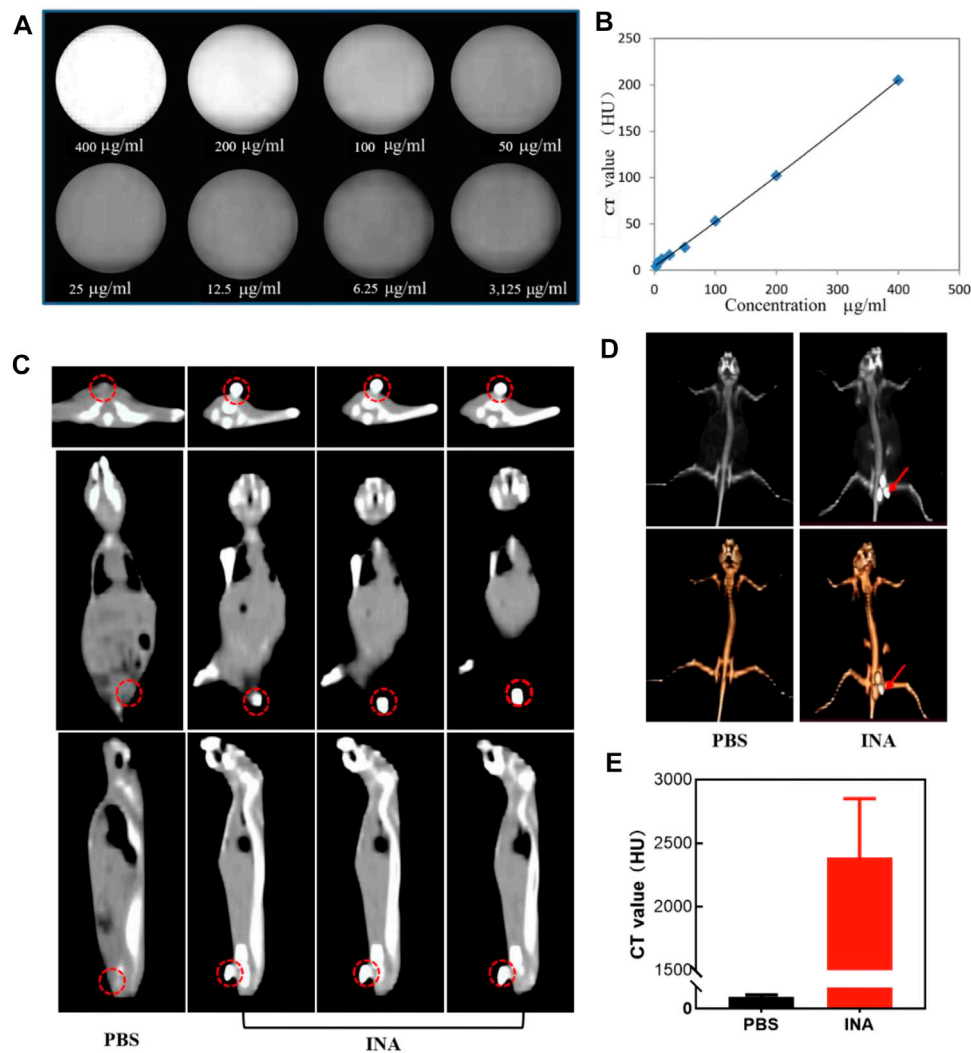 A
400 μg/ml 200 μg/ml 100 μg/ml 50 μg/ml
25 μg/ml 12.5 μg/ml 6.25 μg/ml 3,125 μg/ml
B
CT value (HU)
250
200
150
100
50
0
0 100 200 300 400 500
Concentration μg/ml
C
PBS INA
D
PBS INA
E
CT value (HU)
3000
2500
2000
1500
0
PBS INA